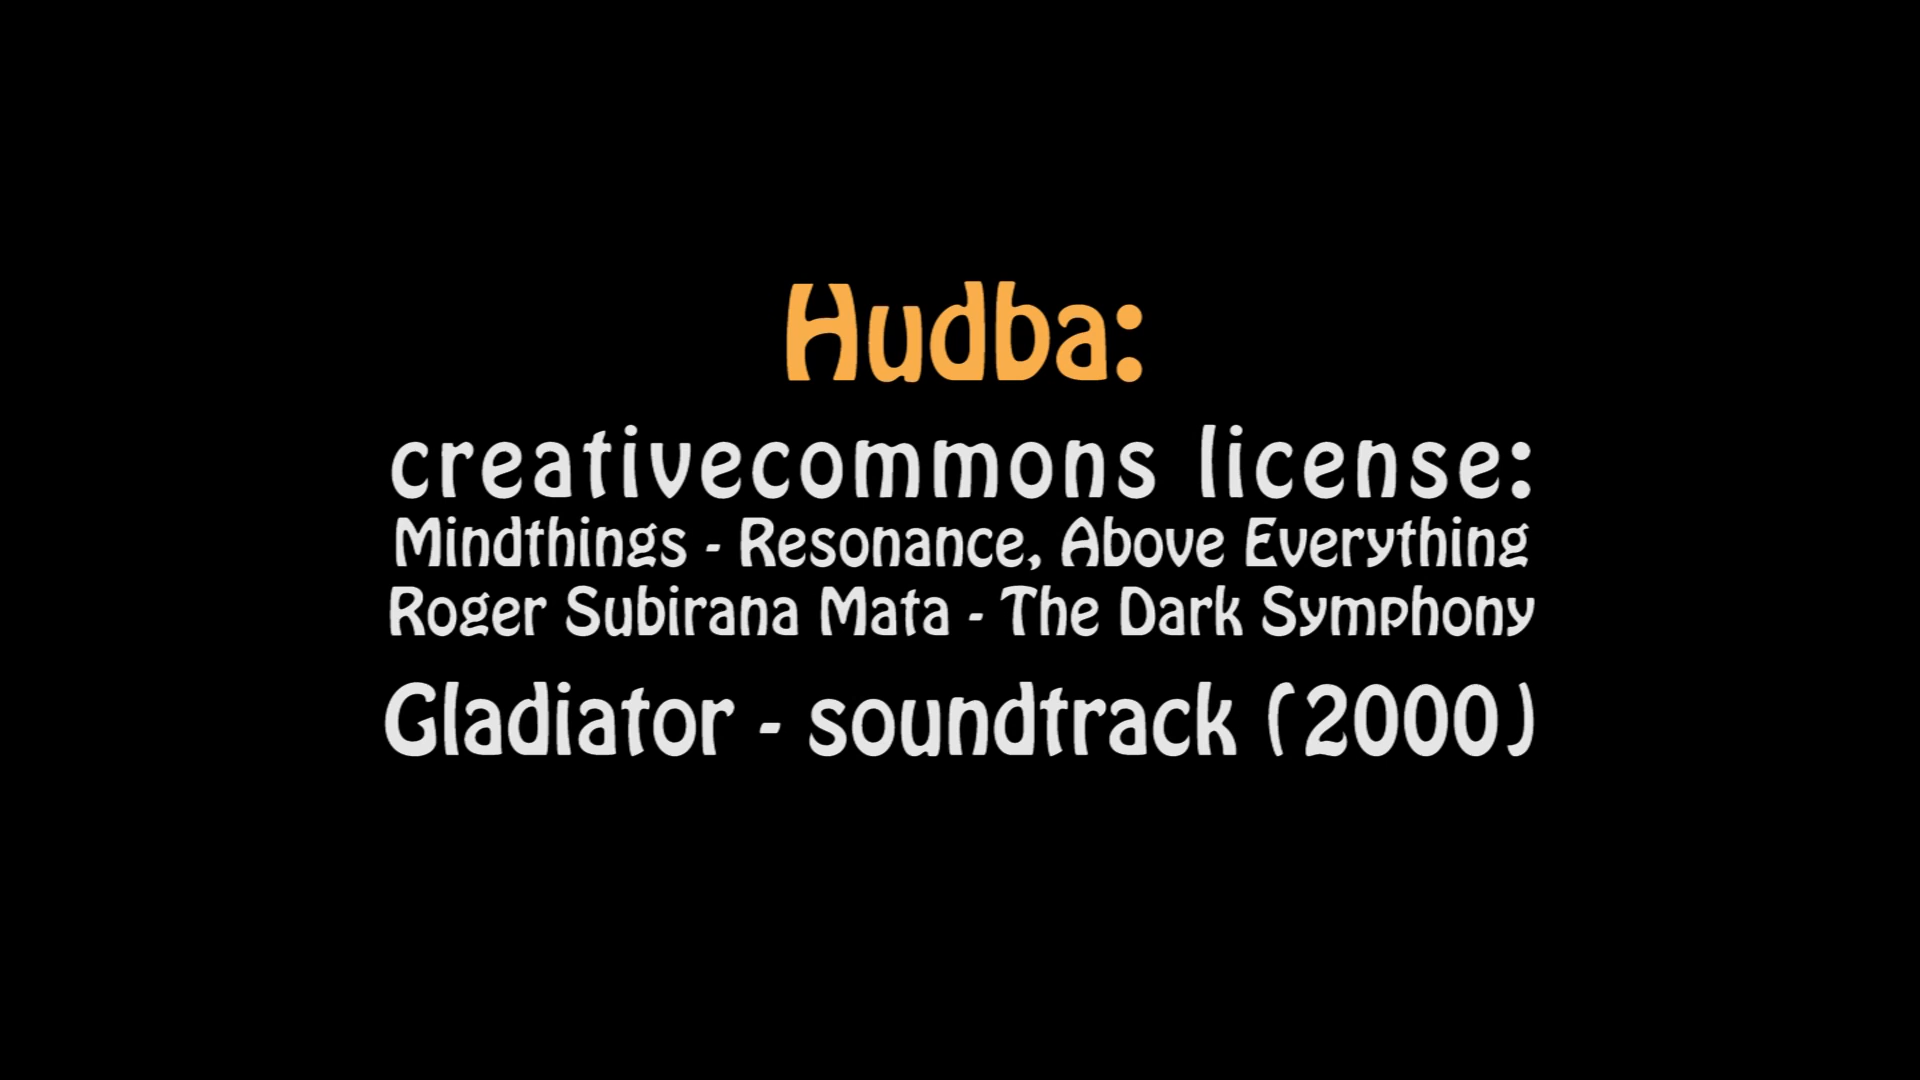 Hudba:
creativecommons license:
Mindthings - Resonance, Above Everything
Roger Subirana Mata - The Dark Symphony
Gladiator - soundtrack (2000)